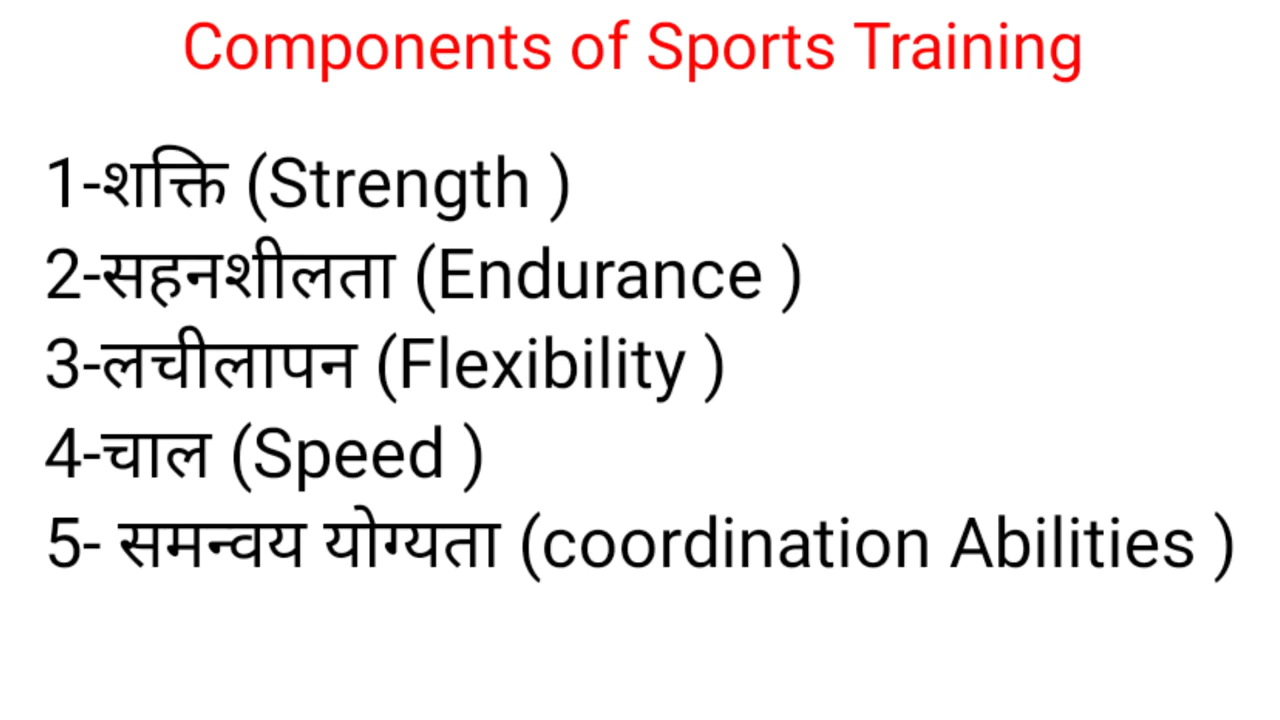 Components of Sports Training
1-शक्ति (Strength )
2-सहनशीलता (Endurance )
3-लचीलापन (Flexibility )
4-चाल (Speed )
5- समन्वय योग्यता (coordination Abilities )